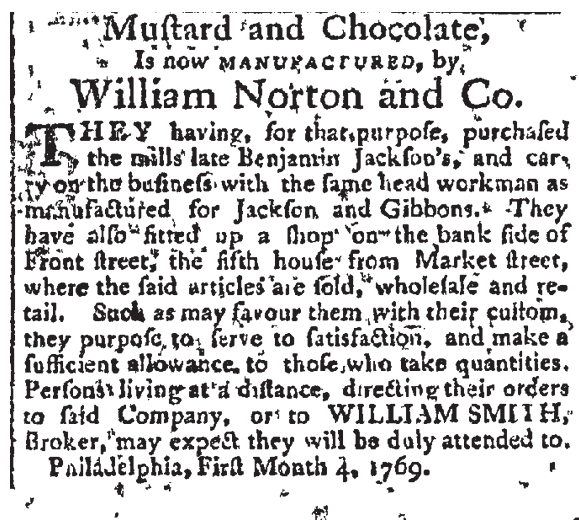 Muſtard and Chocolate,
Is now MANUFACTURED, by
William Norton and Co.
THEY having, for that purpoſe, purchaſed
the mills late Benjamin Jackſon's, and car-
ry on the buſineſs with the ſame head workman as
manufactured for Jackſon and Gibbons. They
have alſo fitted up a ſhop on the bank ſide of
Front ſtreet, the fifth houſe from Market ſtreet,
where the ſaid articles are ſold, wholeſale and re-
tail. Such as may favour them with their cuſtom,
they purpoſe to ſerve to ſatisfaction, and make a
ſufficient allowance to thoſe who take quantities.
Perſons living at a diſtance, directing their orders
to ſaid Company, or to WILLIAM SMITH,
Broker, may expect they will be duly attended to.
Philadelphia, Firſt Month 4, 1769.